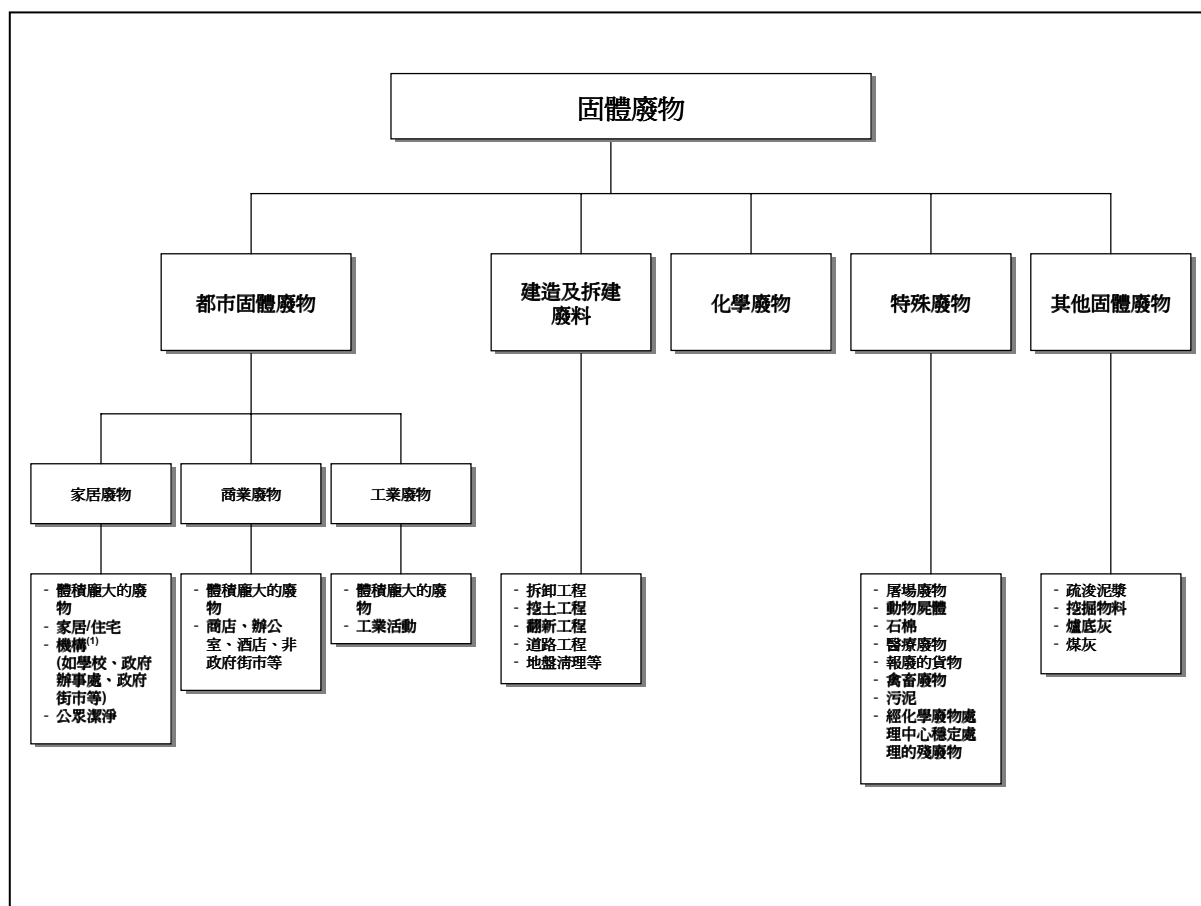 固體廢物
都市固體廢物
建造及拆建
廢料
化學廢物
特殊廢物
其他固體廢物
家居廢物
商業廢物
工業廢物
- 體積龐大的廢
物
- 家居/住宅
- 機構(1)
(如學校、政府
辦事處、政府
街市等)
- 公眾潔淨
- 體積龐大的廢
物
- 商店、辦公
室、酒店、非
政府街市等
- 體積龐大的廢
物
- 工業活動
- 拆卸工程
- 挖土工程
- 翻新工程
- 道路工程
- 地盤清理等
- 屠場廢物
- 動物屍體
- 石棉
- 醫療廢物
- 報廢的貨物
- 禽畜廢物
- 污泥
- 經化學廢物處
理中心穩定處
理的殘廢物
- 疏浚泥漿
- 挖掘物料
- 爐底灰
- 煤灰